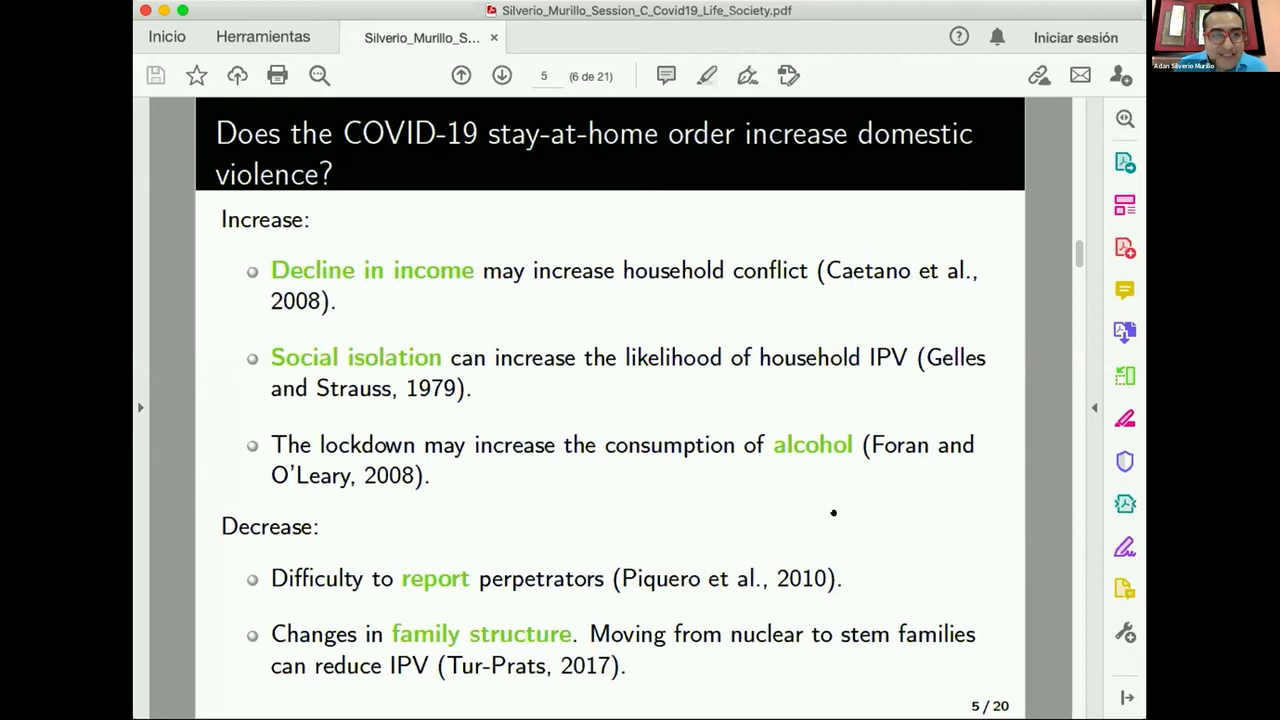 Silverio_Murillo_Session_C_Covid19_Life_Society.pdf
Inicio
Herramientas
Silverio_Murillo_S...
Iniciar sesión
5
(6 de 21)
Adan Silverio Murillo
Does the COVID-19 stay-at-home order increase domestic
violence?
Increase:
Decline in income may increase household conflict (Caetano et al.,
2008).
Social isolation can increase the likelihood of household IPV (Gelles
and Strauss, 1979).
The lockdown may increase the consumption of alcohol (Foran and
O'Leary, 2008).
Decrease:
Difficulty to report perpetrators (Piquero et al., 2010).
Changes in family structure. Moving from nuclear to stem families
can reduce IPV (Tur-Prats, 2017).
5 / 20